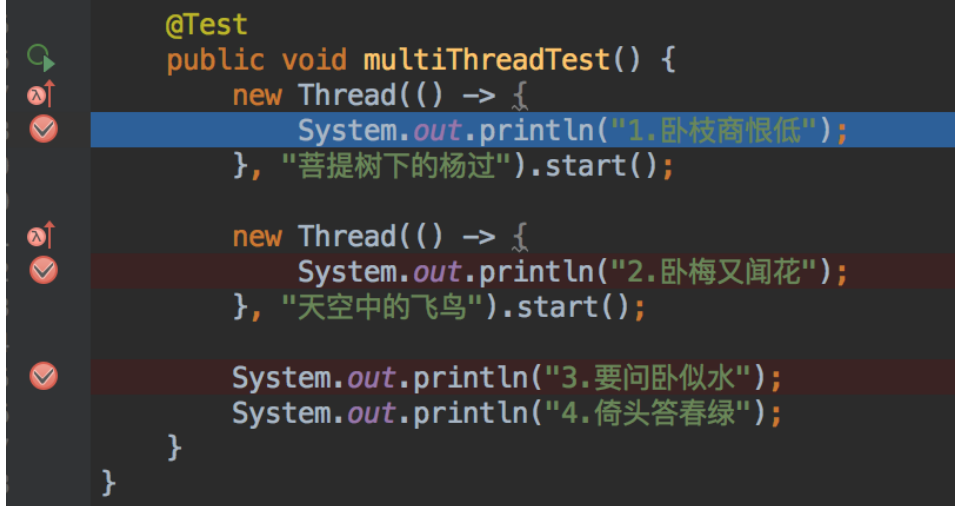 @Test
public void multiThreadTest() {
new Thread(() -> {
System.out.println("1.卧枝商恨低");
}, "菩提树下的杨过").start();
new Thread(() -> {
System.out.println("2.卧梅又闻花");
}, "天空中的飞鸟").start();
System.out.println("3.要问卧似水");
System.out.println("4.倚头答春绿");
}
}